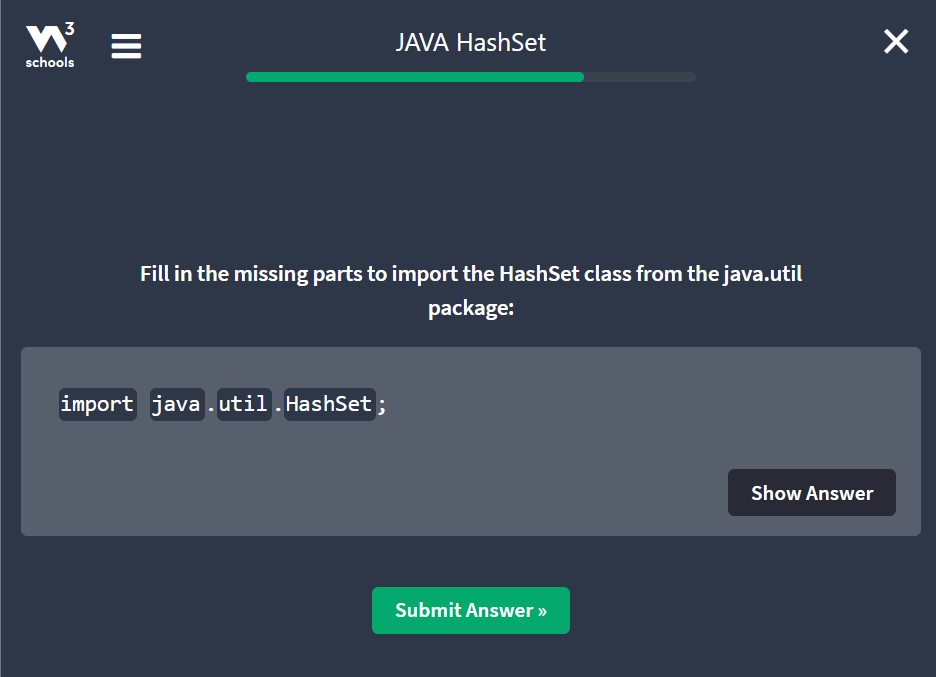 W3
schools
JAVA HashSet
Fill in the missing parts to import the HashSet class from the java.util
package:
import java.util.HashSet;
Show Answer
Submit Answer »